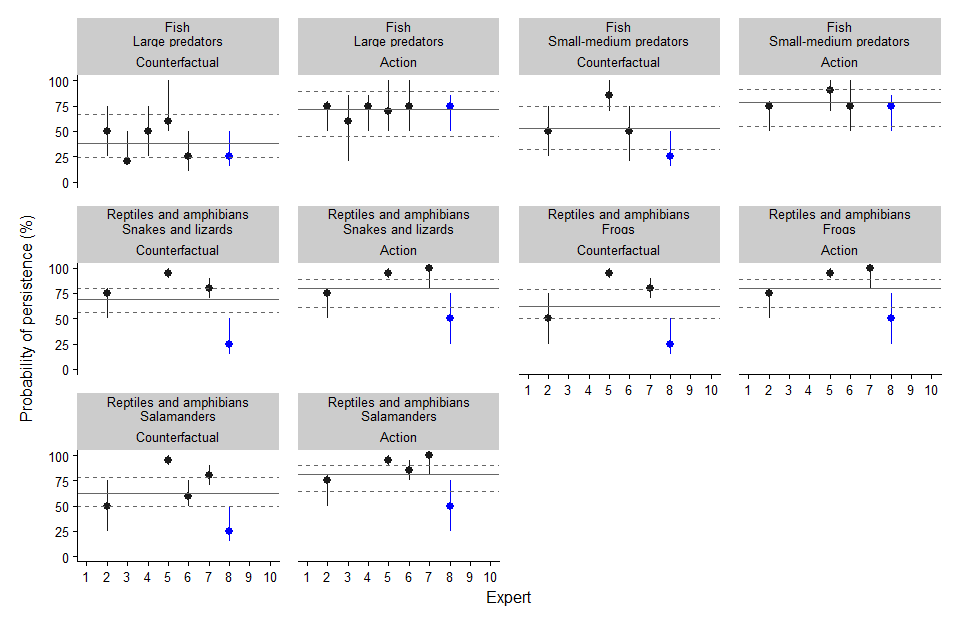 Fish
Large predators
Counterfactual
Fish
Large predators
Action
Fish
Small-medium predators
Counterfactual
Fish
Small-medium predators
Action
100
75
50
25
0
Reptiles and amphibians
Snakes and lizards
Counterfactual
Reptiles and amphibians
Snakes and lizards
Action
Reptiles and amphibians
Frogs
Counterfactual
Reptiles and amphibians
Frogs
Action
Probability of persistence (%)
100
75
50
25
0
1 2 3 4 5 6 7 8 9 10
1 2 3 4 5 6 7 8 9 10
Reptiles and amphibians
Salamanders
Counterfactual
Reptiles and amphibians
Salamanders
Action
100
75
50
25
0
1 2 3 4 5 6 7 8 9 10
1 2 3 4 5 6 7 8 9 10
Expert